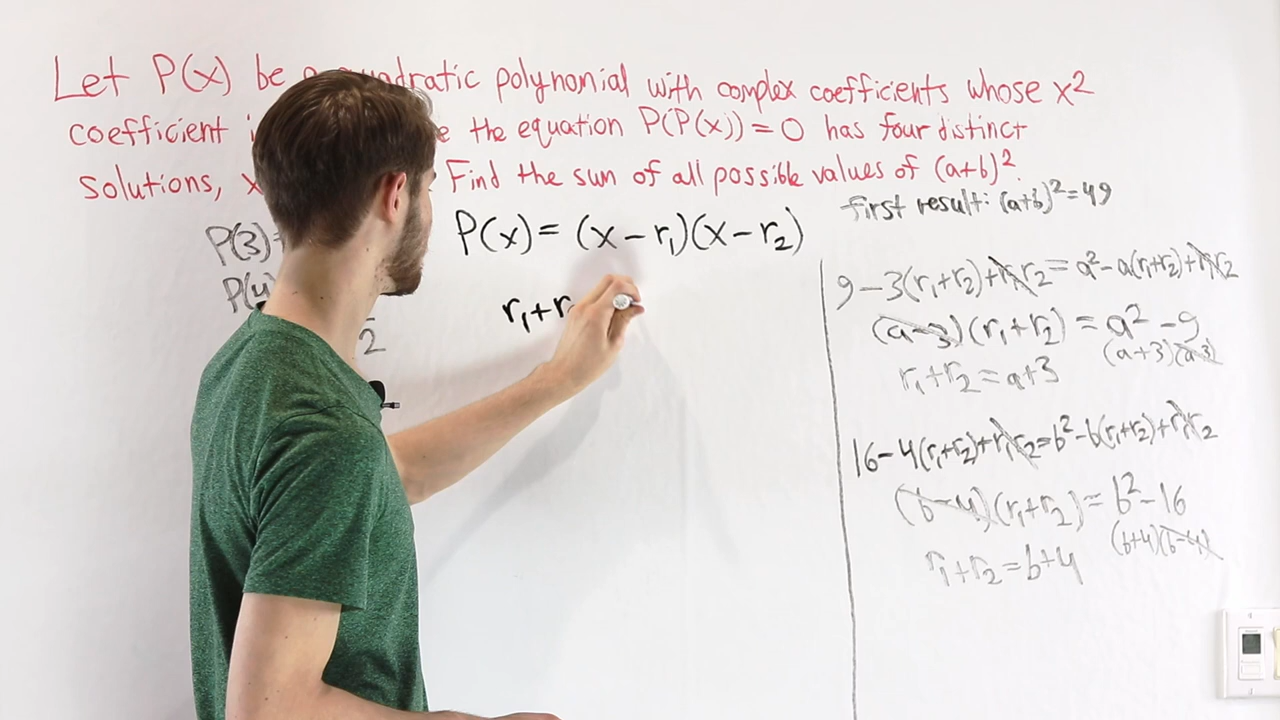 Let P(x) be a quadratic polynomial with complex coefficients whose x²
coefficient the equation P(P(x)) = 0 has four distinct
solutions, x Find the sum of all possible values of (a+b)².
first result: (a+b)² = 49
P(3)
P(4)
2
P(x) = (x - r₁)(x - r₂)
r₁+r
9 - 3(r₁+r₂) + r₁r₂ = a² - a(r₁+r₂) + r₁r₂
(a-3)(r₁+r₂) = a² - 9
(a+3)(a-3)
r₁+r₂ = a+3
16 - 4(r₁+r₂) + r₁r₂ = b² - b(r₁+r₂) + r₁r₂
(b-4)(r₁+r₂) = b² - 16
(b+4)(b-4)
r₁+r₂ = b+4